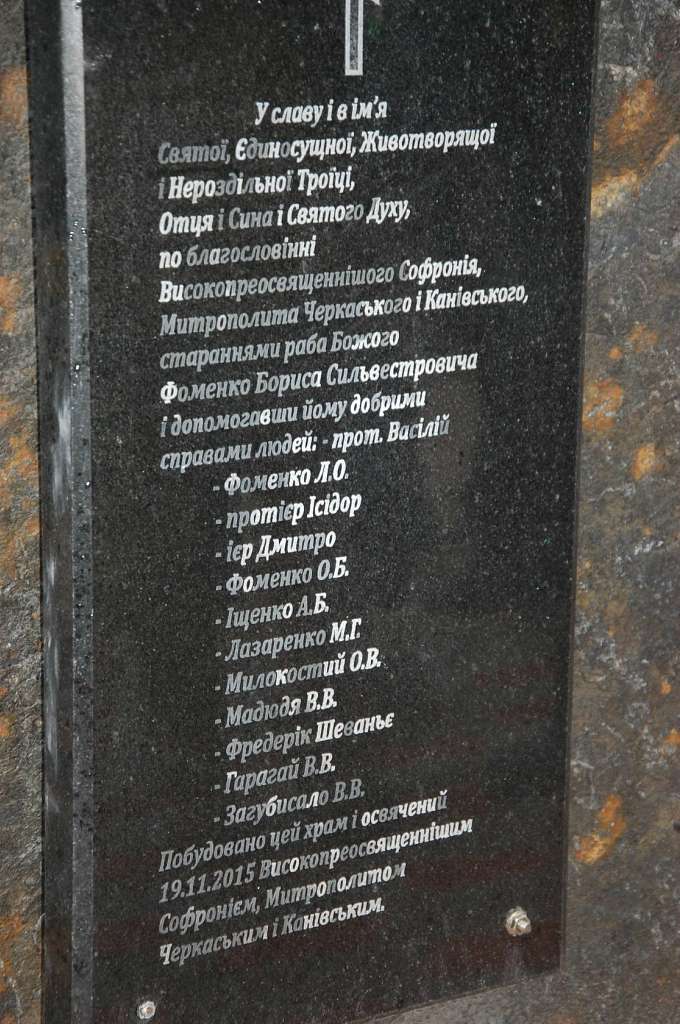 У славу і в ім'я
Святої, Єдиносущної, Животворящої
і Нероздільної Троїці,
Отця і Сина і Святого Духу,
по благословінні
Високопреосвященнішого Софронія,
Митрополита Черкаського і Канівського,
стараннями раба Божого
Фоменко Бориса Сильвестровича
і допомогавши йому добрими
справами людей: - прот. Васілій
- Фоменко Л.О.
- протієр Ісідор
- ієр Дмитро
- Фоменко О.Б.
- Іщенко А.Б.
- Лазаренко М.Г.
- Милокостий О.В.
- Мадюдя В.В.
- Фредерік Шеваньє
- Гарагай В.В.
- Загубисало В.В.
Побудовано цей храм і освячений
19.11.2015 Високопреосвященнішим
Софронієм, Митрополитом
Черкаським і Канівським.